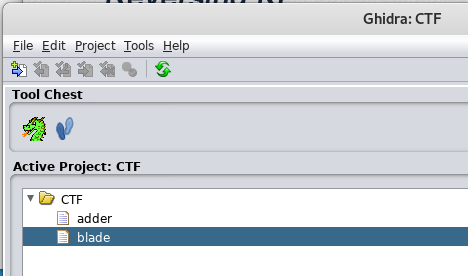 Ghidra: CTF
File Edit Project Tools Help
Tool Chest
Active Project: CTF
CTF
adder
blade